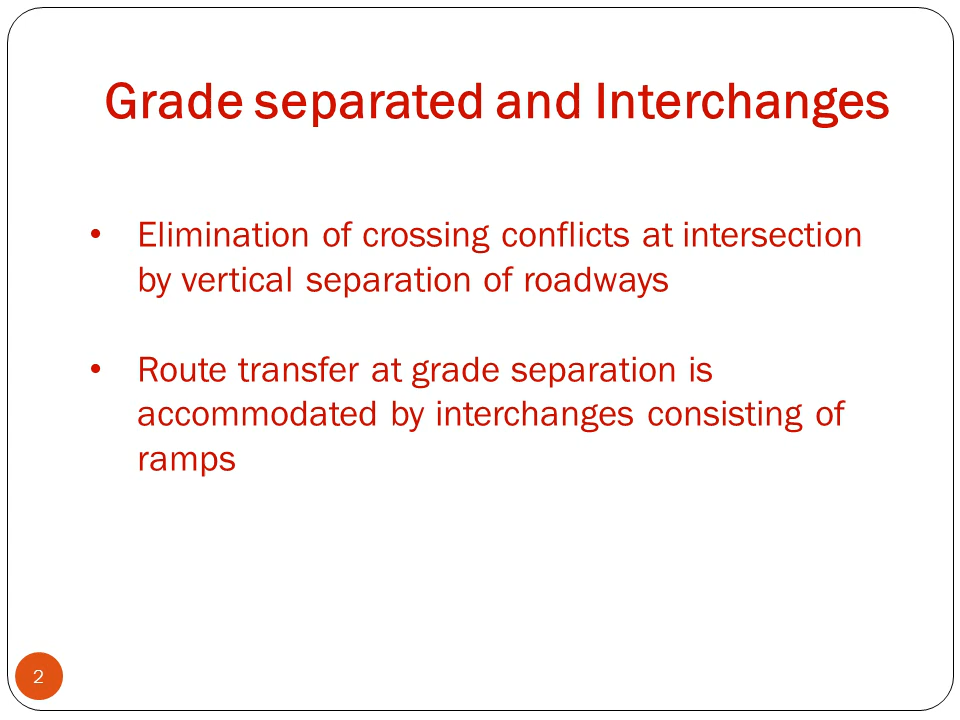 Grade separated and Interchanges
• Elimination of crossing conflicts at intersection
by vertical separation of roadways
• Route transfer at grade separation is
accommodated by interchanges consisting of
ramps
2